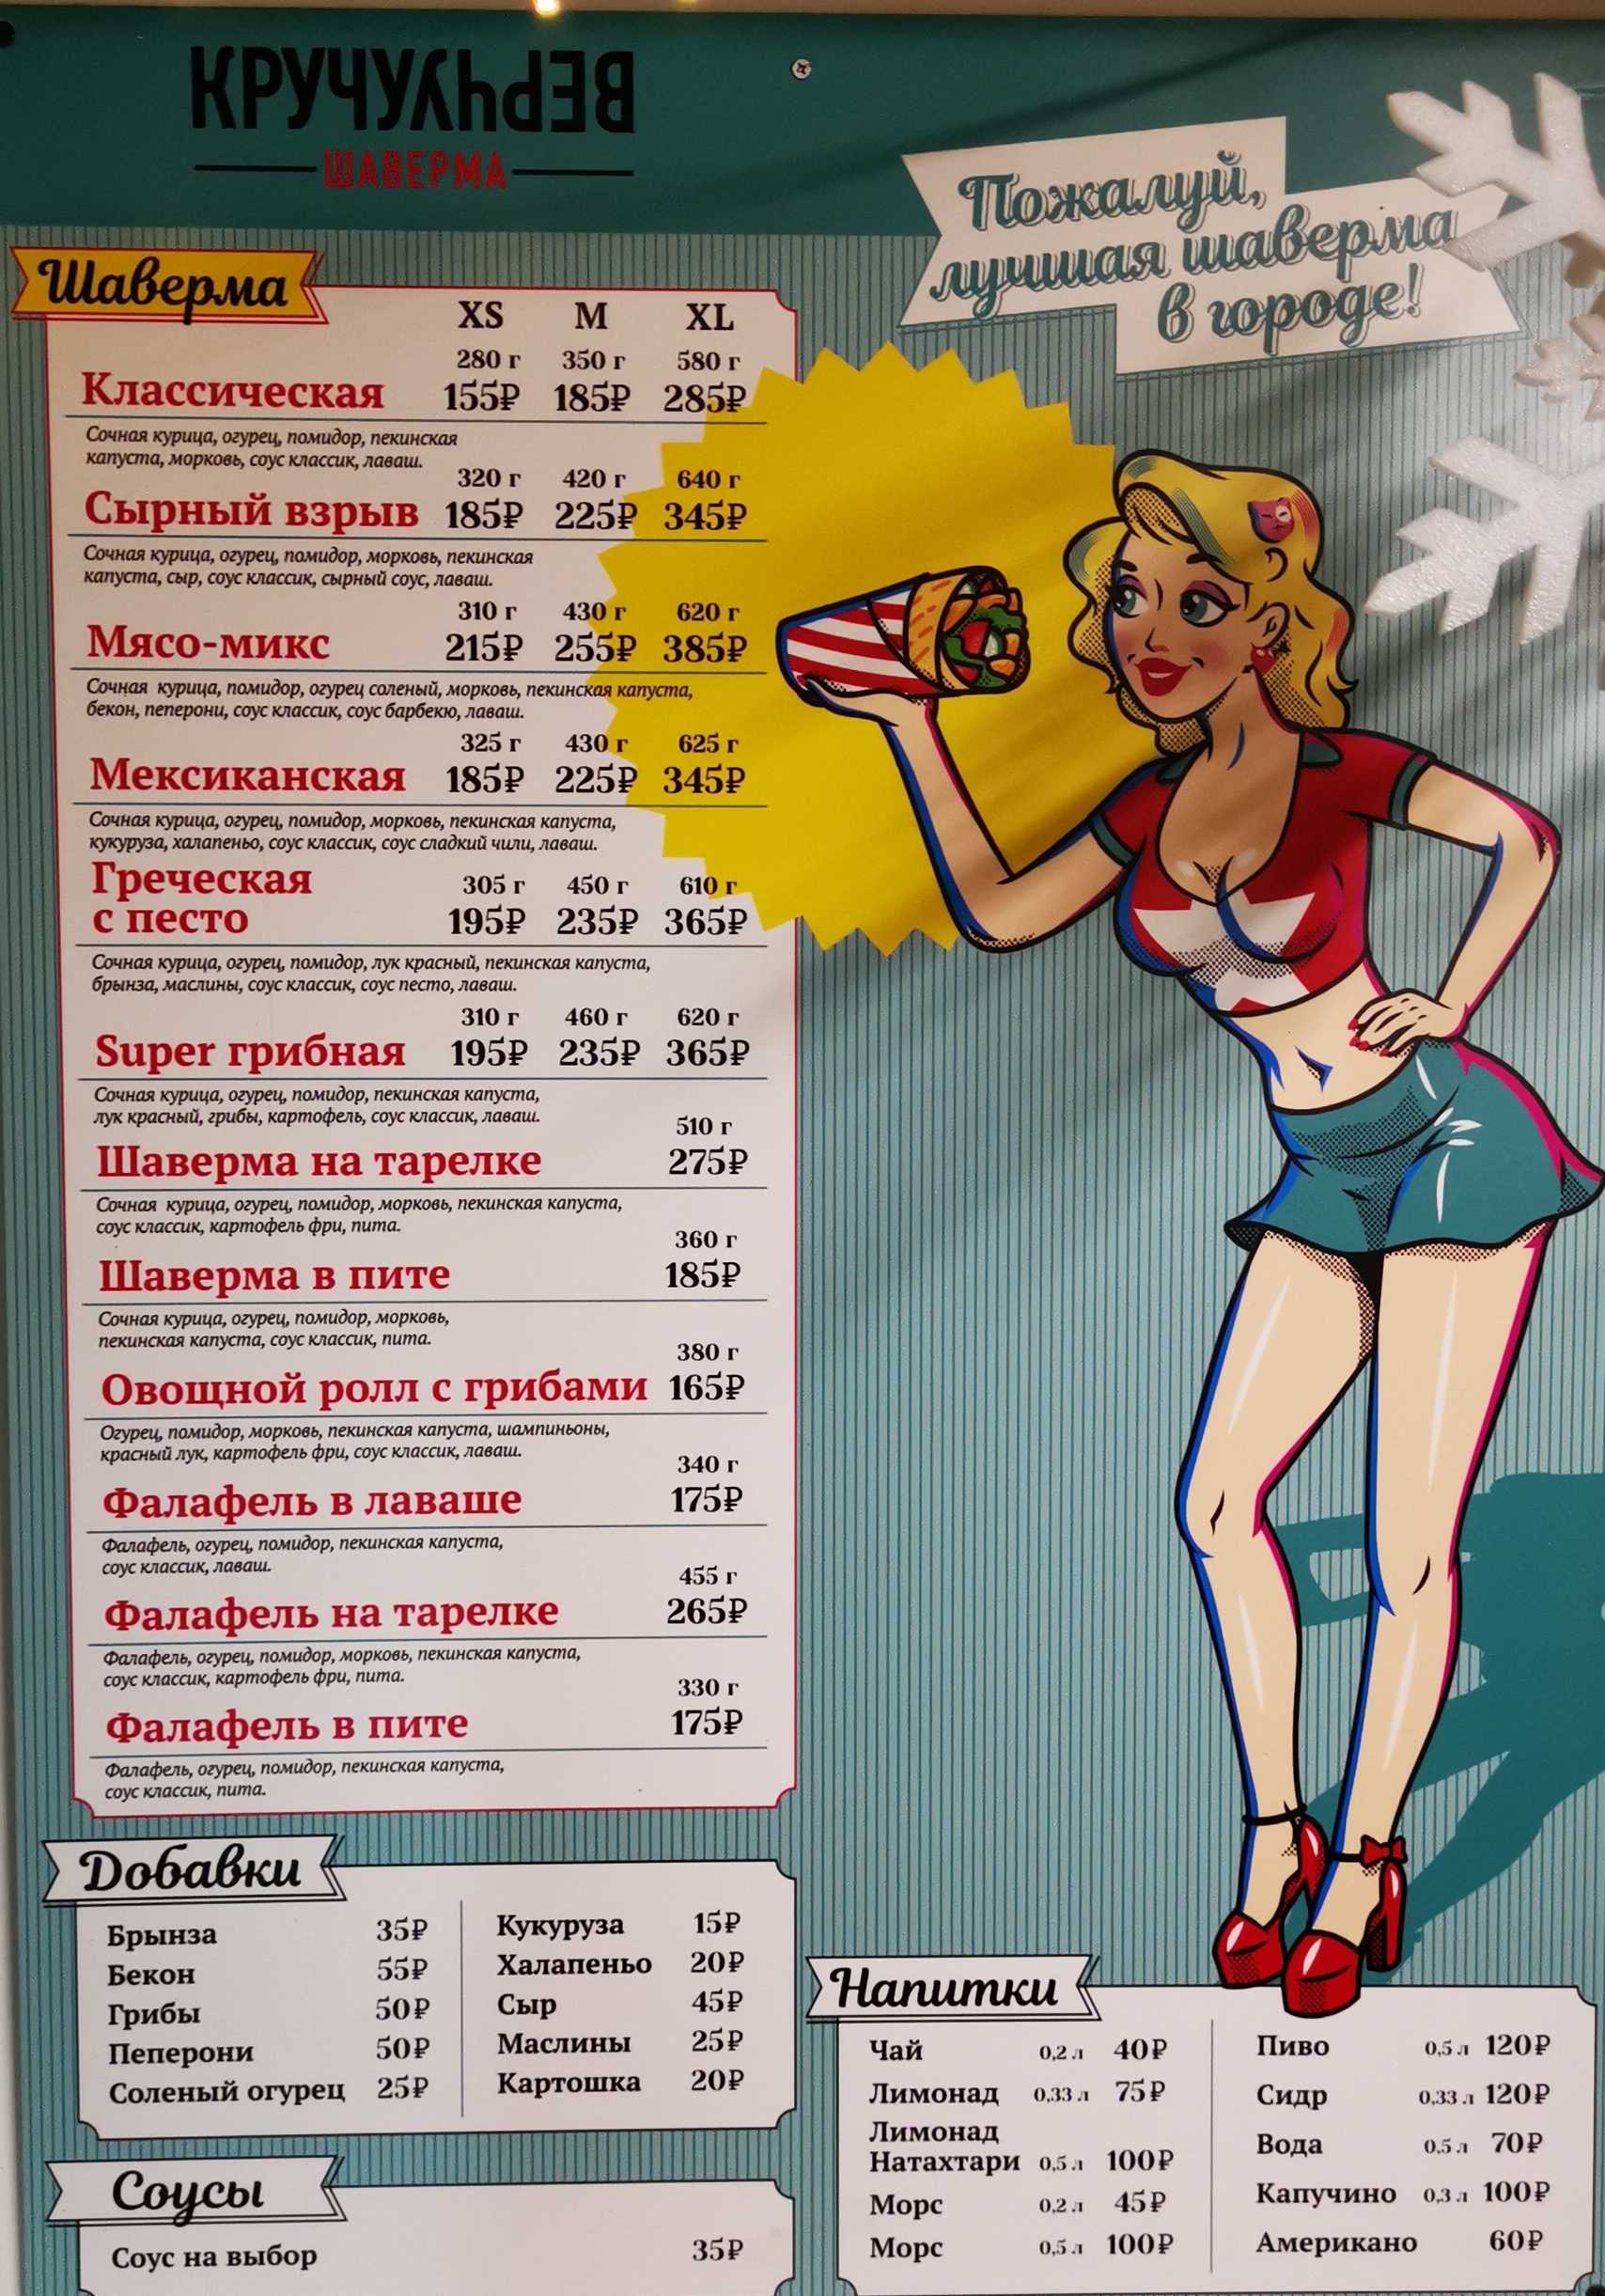 КРУЧУ ВЕРЧУ
ШАВЕРМА
Пожалуй,
лучшая шаверма
в городе!
Шаверма
XS M XL
280 г 350 г 580 г
Классическая 155₽ 185₽ 285₽
Сочная курица, огурец, помидор, пекинская
капуста, морковь, соус классик, лаваш.
320 г 420 г 640 г
Сырный взрыв 185₽ 225₽ 345₽
Сочная курица, огурец, помидор, морковь, пекинская
капуста, сыр, соус классик, сырный соус, лаваш.
310 г 430 г 620 г
Мясо-микс 215₽ 255₽ 385₽
Сочная курица, помидор, огурец соленый, морковь, пекинская капуста,
бекон, пеперони, соус классик, соус барбекю, лаваш.
325 г 430 г 625 г
Мексиканская 185₽ 225₽ 345₽
Сочная курица, огурец, помидор, морковь, пекинская капуста,
кукуруза, халапеньо, соус классик, соус сладкий чили, лаваш.
Греческая 305 г 450 г 610 г
с песто 195₽ 235₽ 365₽
Сочная курица, огурец, помидор, лук красный, пекинская капуста,
брынза, маслины, соус классик, соус песто, лаваш.
310 г 460 г 620 г
Super грибная 195₽ 235₽ 365₽
Сочная курица, огурец, помидор, пекинская капуста,
лук красный, грибы, картофель, соус классик, лаваш.
510 г
Шаверма на тарелке 275₽
Сочная курица, огурец, помидор, морковь, пекинская капуста,
соус классик, картофель фри, пита.
360 г
Шаверма в пите 185₽
Сочная курица, огурец, помидор, морковь,
пекинская капуста, соус классик, пита.
380 г
Овощной ролл с грибами 165₽
Огурец, помидор, морковь, пекинская капуста, шампиньоны,
красный лук, картофель фри, соус классик, лаваш.
340 г
Фалафель в лаваше 175₽
Фалафель, огурец, помидор, пекинская капуста,
соус классик, лаваш.
455 г
Фалафель на тарелке 265₽
Фалафель, огурец, помидор, морковь, пекинская капуста,
соус классик, картофель фри, пита.
330 г
Фалафель в пите 175₽
Фалафель, огурец, помидор, пекинская капуста,
соус классик, пита.
Добавки
Брынза 35₽
Бекон 55₽
Грибы 50₽
Пеперони 50₽
Соленый огурец 25₽
Кукуруза 15₽
Халапеньо 20₽
Сыр 45₽
Маслины 25₽
Картошка 20₽
Соусы
Соус на выбор 35₽
Напитки
Чай 0,2 л 40₽
Лимонад 0,33 л 75₽
Лимонад
Натахтари 0,5 л 100₽
Морс 0,2 л 45₽
Морс 0,5 л 100₽
Пиво 0,5 л 120₽
Сидр 0,33 л 120₽
Вода 0,5 л 70₽
Капучино 0,3 л 100₽
Американо 60₽